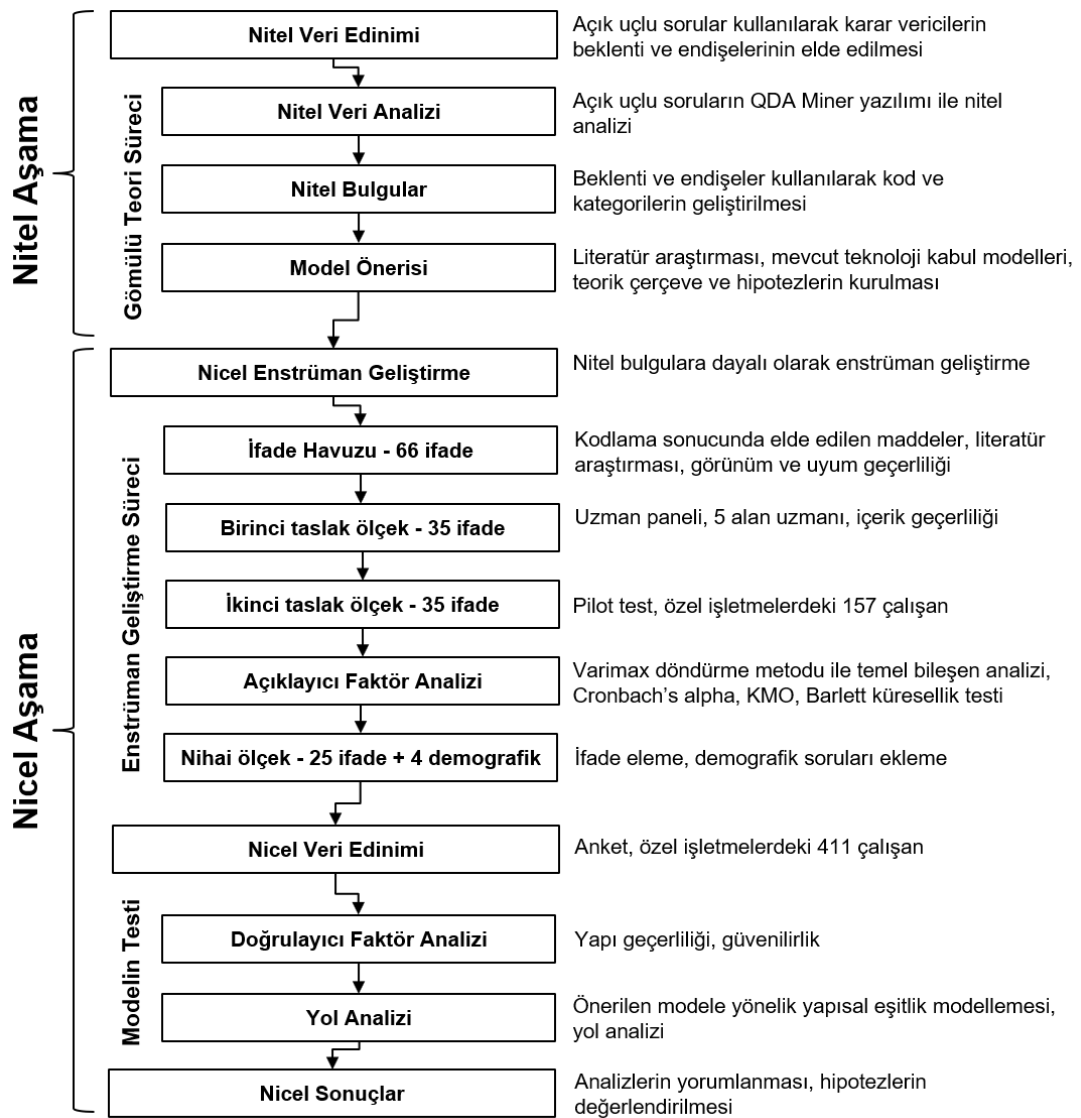 Nitel Aşama
Gömülü Teori Süreci
Nitel Veri Edinimi
Açık uçlu sorular kullanılarak karar vericilerin
beklenti ve endişelerinin elde edilmesi
Nitel Veri Analizi
Açık uçlu soruların QDA Miner yazılımı ile nitel
analizi
Nitel Bulgular
Beklenti ve endişeler kullanılarak kod ve
kategorilerin geliştirilmesi
Model Önerisi
Literatür araştırması, mevcut teknoloji kabul modelleri,
teorik çerçeve ve hipotezlerin kurulması
Nicel Aşama
Nicel Enstrüman Geliştirme
Nitel bulgulara dayalı olarak enstrüman geliştirme
Enstrüman Geliştirme Süreci
İfade Havuzu - 66 ifade
Kodlama sonucunda elde edilen maddeler, literatür
araştırması, görünüm ve uyum geçerliliği
Birinci taslak ölçek - 35 ifade
Uzman paneli, 5 alan uzmanı, içerik geçerliliği
İkinci taslak ölçek - 35 ifade
Pilot test, özel işletmelerdeki 157 çalışan
Açıklayıcı Faktör Analizi
Varimax döndürme metodu ile temel bileşen analizi,
Cronbach’s alpha, KMO, Barlett küresellik testi
Nihai ölçek - 25 ifade + 4 demografik
İfade eleme, demografik soruları ekleme
Nicel Veri Edinimi
Anket, özel işletmelerdeki 411 çalışan
Modelin Testi
Doğrulayıcı Faktör Analizi
Yapı geçerliliği, güvenilirlik
Yol Analizi
Önerilen modele yönelik yapısal eşitlik modellemesi,
yol analizi
Nicel Sonuçlar
Analizlerin yorumlanması, hipotezlerin
değerlendirilmesi